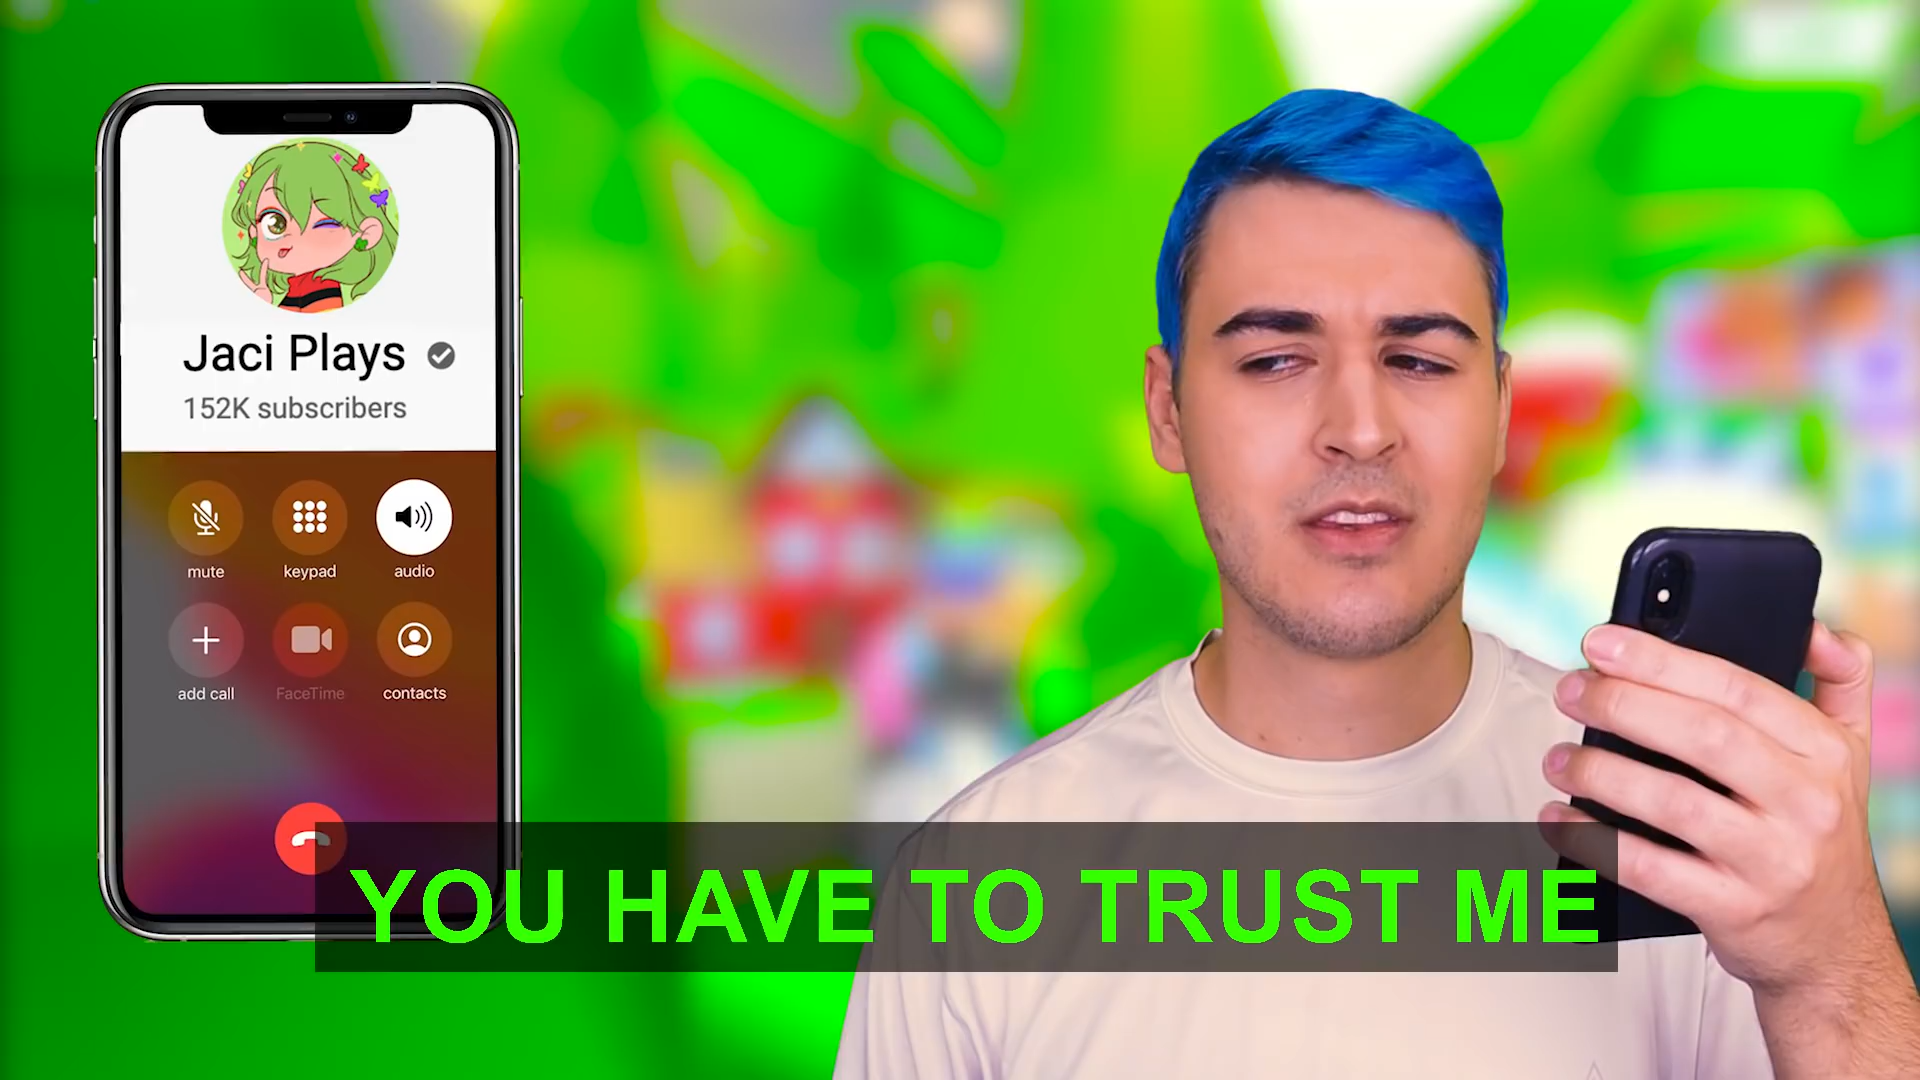 Jaci Plays
152K subscribers
mute
keypad
audio
add call
FaceTime
contacts
YOU HAVE TO TRUST ME